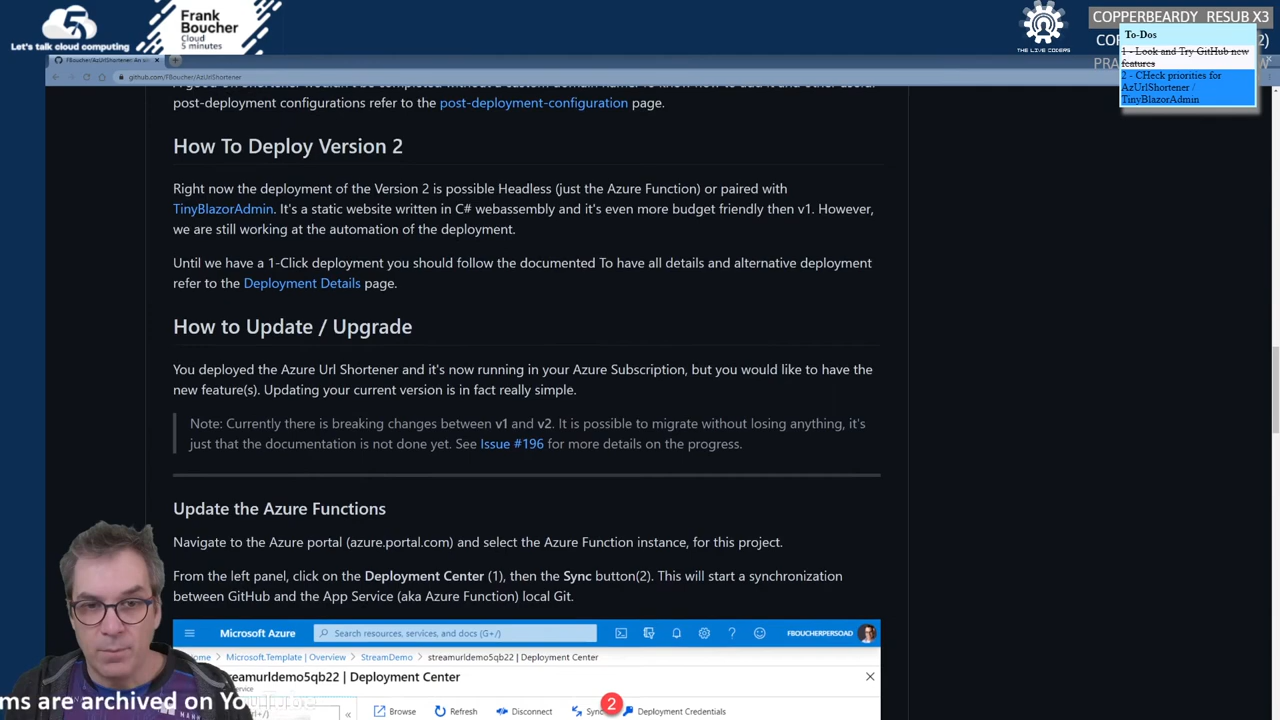 Let's talk cloud computing
Frank
Boucher
Cloud
5 minutes
THE LIVE CODERS
COPPERBEARDY RESUB X3
To-Dos
1 - Look and Try GitHub new
features
2 - CHeck priorities for
AzUrlShortener /
TinyBlazorAdmin
github.com/FBoucher/AzUrlShortener
post-deployment configurations refer to the post-deployment-configuration page.
How To Deploy Version 2
Right now the deployment of the Version 2 is possible Headless (just the Azure Function) or paired with
TinyBlazorAdmin. It's a static website written in C# webassembly and it's even more budget friendly then v1. However,
we are still working at the automation of the deployment.
Until we have a 1-Click deployment you should follow the documented To have all details and alternative deployment
refer to the Deployment Details page.
How to Update / Upgrade
You deployed the Azure Url Shortener and it's now running in your Azure Subscription, but you would like to have the
new feature(s). Updating your current version is in fact really simple.
Note: Currently there is breaking changes between v1 and v2. It is possible to migrate without losing anything, it's
just that the documentation is not done yet. See Issue #196 for more details on the progress.
Update the Azure Functions
Navigate to the Azure portal (azure.portal.com) and select the Azure Function instance, for this project.
From the left panel, click on the Deployment Center (1), then the Sync button(2). This will start a synchronization
between GitHub and the App Service (aka Azure Function) local Git.
Microsoft Azure
Search resources, services, and docs (G+/)
FBOUCHERPERSOAD
Microsoft.Template | Overview > StreamDemo > streamurldemo5qb22 | Deployment Center
streamurldemo5qb22 | Deployment Center
Browse Refresh Disconnect Sync 2 Deployment Credentials
ms are archived on YouTube